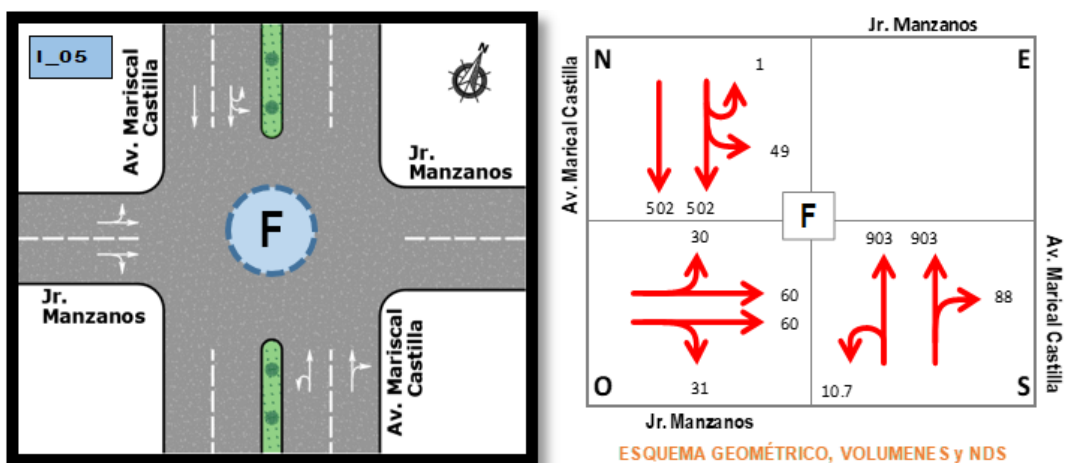 I_05
Av. Mariscal
Castilla
N
Jr.
Manzanos
F
Jr.
Manzanos
Av. Mariscal
Castilla
Jr. Manzanos
N
E
1
49
Av. Marical Castilla
502
502
F
30
903
903
60
60
88
Av. Marical Castilla
O
31
10.7
S
Jr. Manzanos
ESQUEMA GEOMÉTRICO, VOLUMENES y NDS